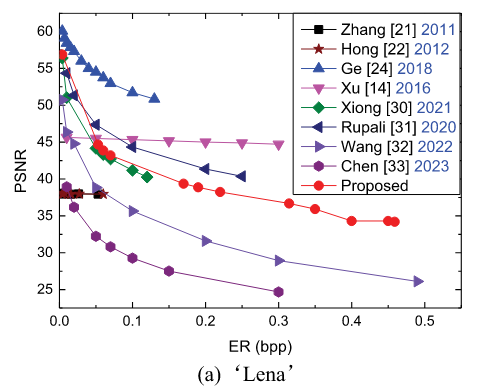 60
55
50
45
40
35
30
25
PSNR
0.0 0.1 0.2 0.3 0.4 0.5
ER (bpp)
Zhang [21] 2011
Hong [22] 2012
Ge [24] 2018
Xu [14] 2016
Xiong [30] 2021
Rupali [31] 2020
Wang [32] 2022
Chen [33] 2023
Proposed
(a) ‘Lena’